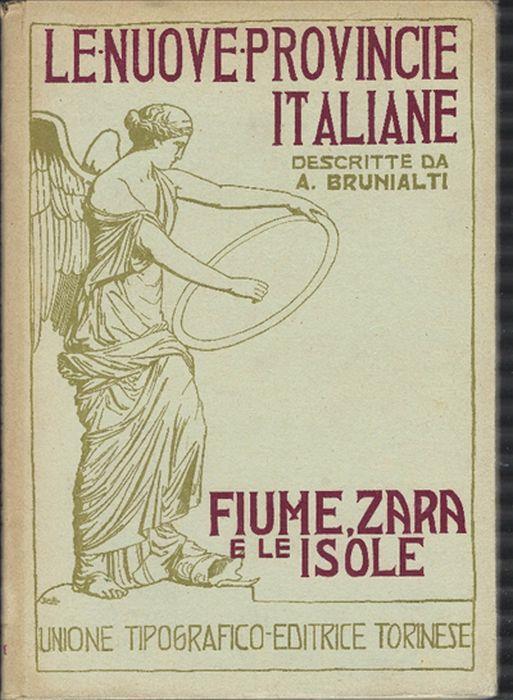 LE·NUOVE·PROVINCIE
ITALIANE
DESCRITTE DA
A. BRUNIALTI
FIUME, ZARA
E LE ISOLE
UNIONE TIPOGRAFICO-EDITRICE TORINESE